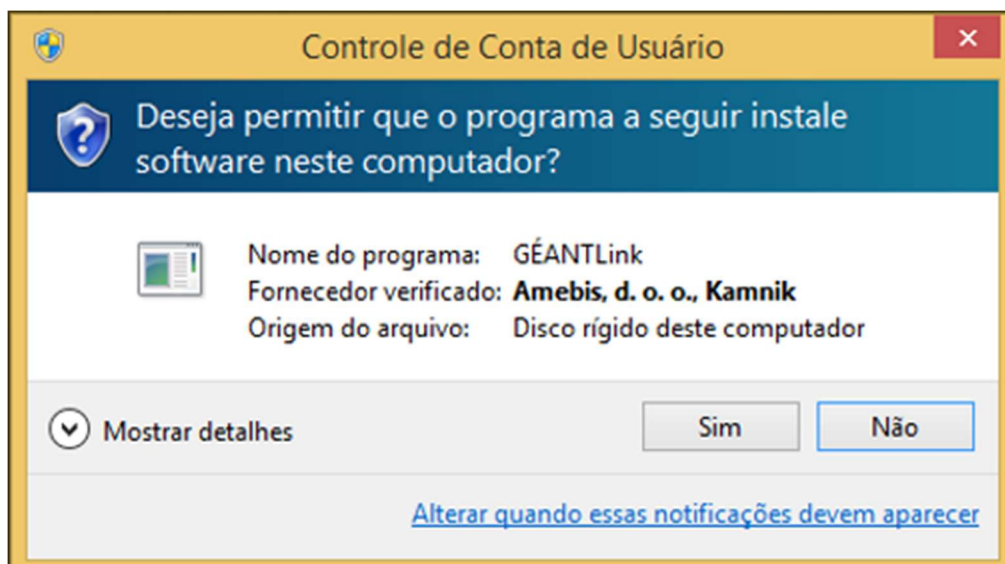 Controle de Conta de Usuário
Deseja permitir que o programa a seguir instale
software neste computador?
Nome do programa: GÉANTLink
Fornecedor verificado: Amebis, d. o. o., Kamnik
Origem do arquivo: Disco rígido deste computador
Mostrar detalhes
Sim
Não
Alterar quando essas notificações devem aparecer